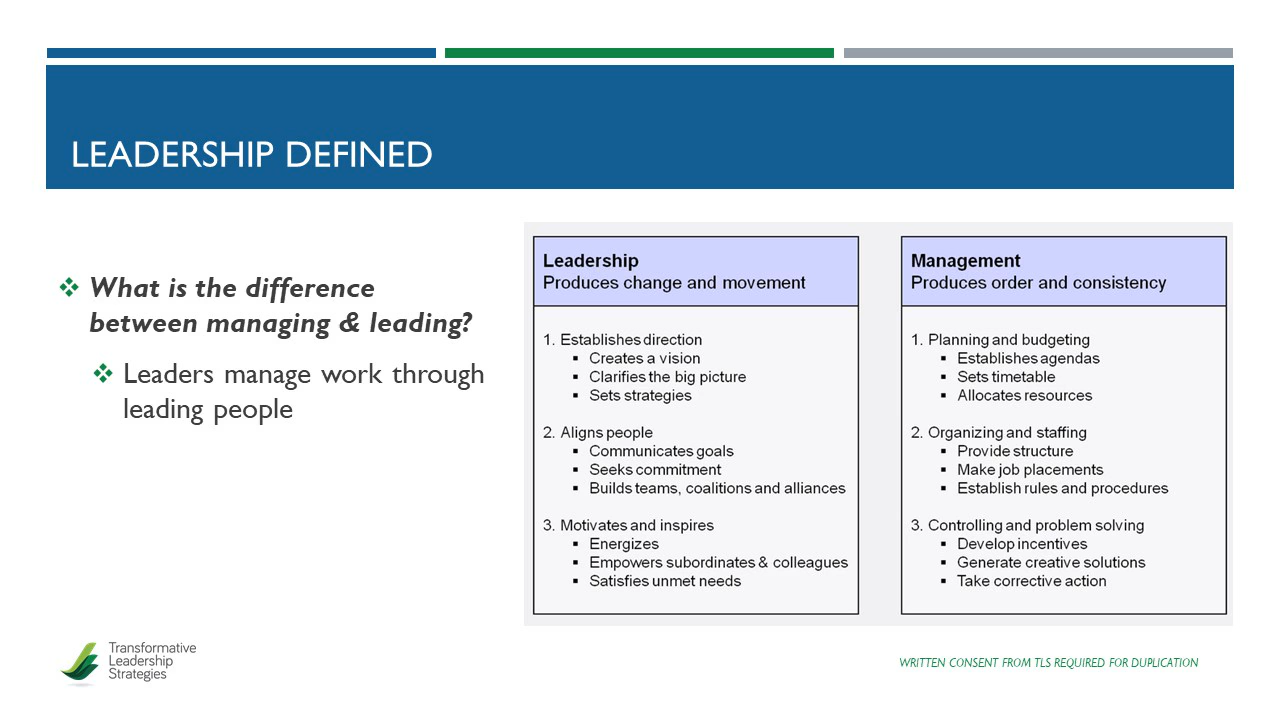 LEADERSHIP DEFINED
❖ What is the difference
between managing & leading?
❖ Leaders manage work through
leading people
Leadership
Produces change and movement
1. Establishes direction
▪ Creates a vision
▪ Clarifies the big picture
▪ Sets strategies
2. Aligns people
▪ Communicates goals
▪ Seeks commitment
▪ Builds teams, coalitions and alliances
3. Motivates and inspires
▪ Energizes
▪ Empowers subordinates & colleagues
▪ Satisfies unmet needs
Management
Produces order and consistency
1. Planning and budgeting
▪ Establishes agendas
▪ Sets timetable
▪ Allocates resources
2. Organizing and staffing
▪ Provide structure
▪ Make job placements
▪ Establish rules and procedures
3. Controlling and problem solving
▪ Develop incentives
▪ Generate creative solutions
▪ Take corrective action
Transformative
Leadership
Strategies
WRITTEN CONSENT FROM TLS REQUIRED FOR DUPLICATION